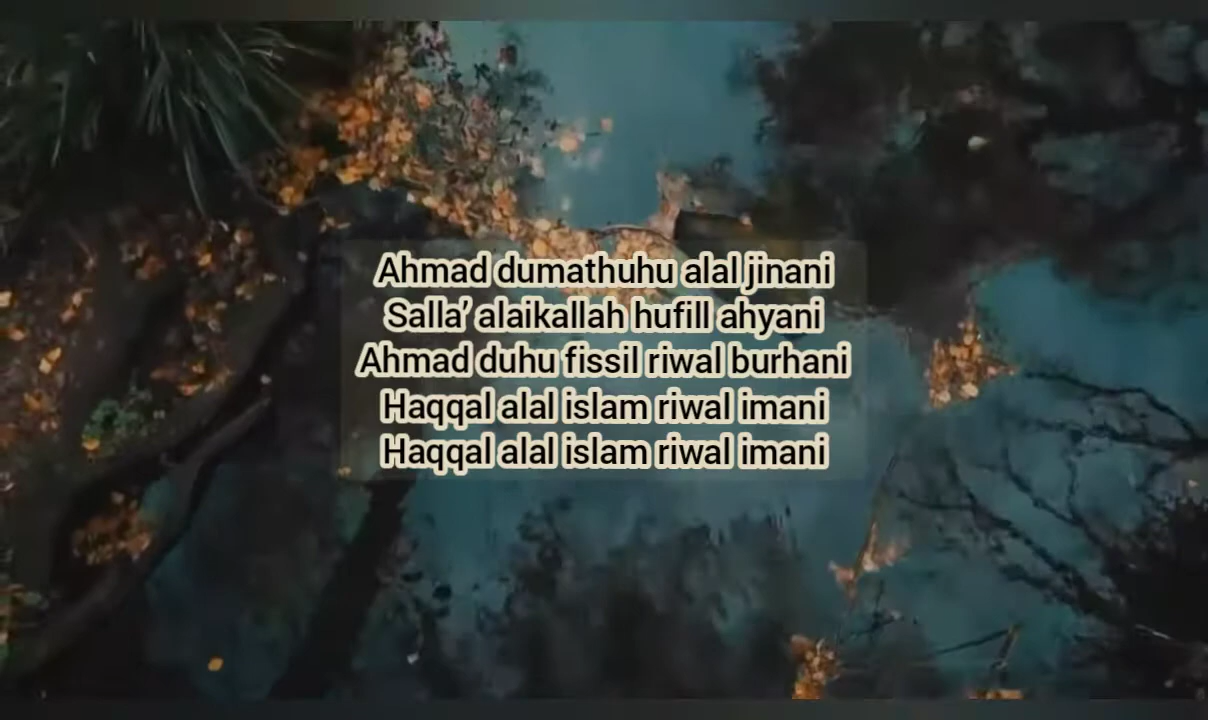 Ahmad dumathuhu alal jinani
Salla’ alaikallah hufill ahyani
Ahmad duhu fissil riwal burhani
Haqqal alal islam riwal imani
Haqqal alal islam riwal imani